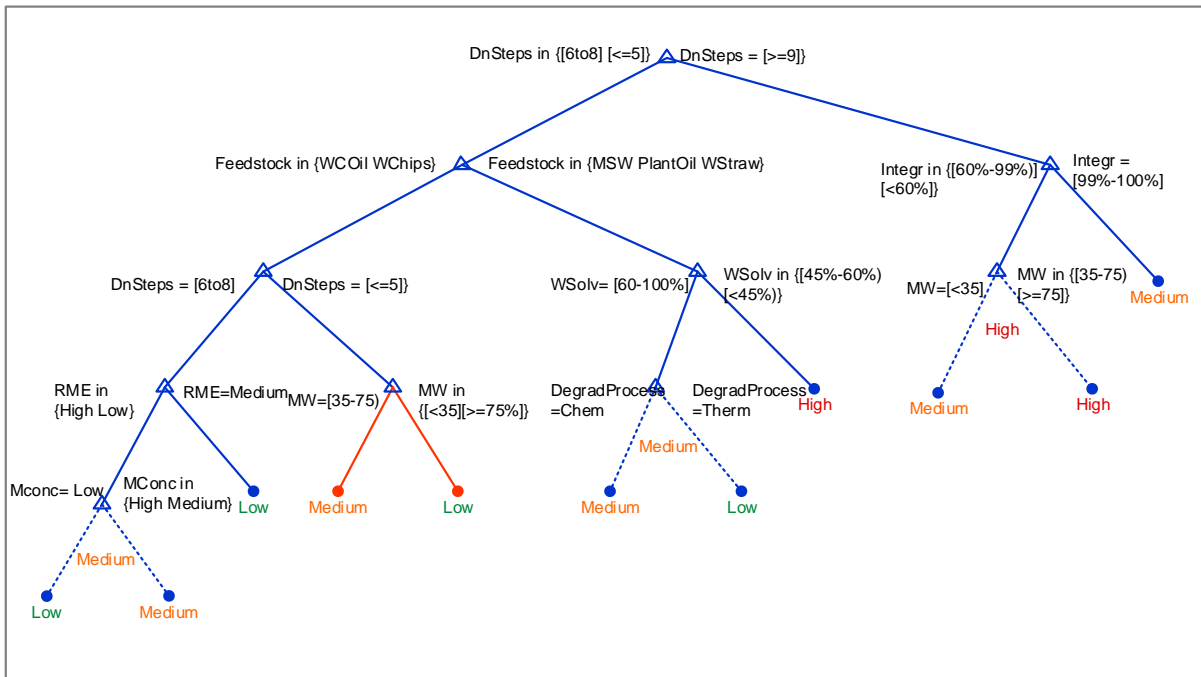 DnSteps in {[6to8] [<=5]}
DnSteps = [>=9]}
Feedstock in {WCOil WChips}
Feedstock in {MSW PlantOil WStraw}
Integr in {[60%-99%)]
[<60%]}
Integr =
[99%-100%]
DnSteps = [6to8]
DnSteps = [<=5]}
WSolv= [60-100%]
WSolv in {[45%-60%)
[<45%)}
MW=[<35]
MW in {[35-75)
[>=75]}
Medium
High
RME in
{High Low}
RME=Medium
MW=[35-75)
MW in
{[<35][>=75%]}
DegradProcess
=Chem
DegradProcess
=Therm
High
Medium
High
Medium
Mconc= Low
MConc in
{High Medium}
Low
Medium
Low
Medium
Low
Medium
Low
Medium